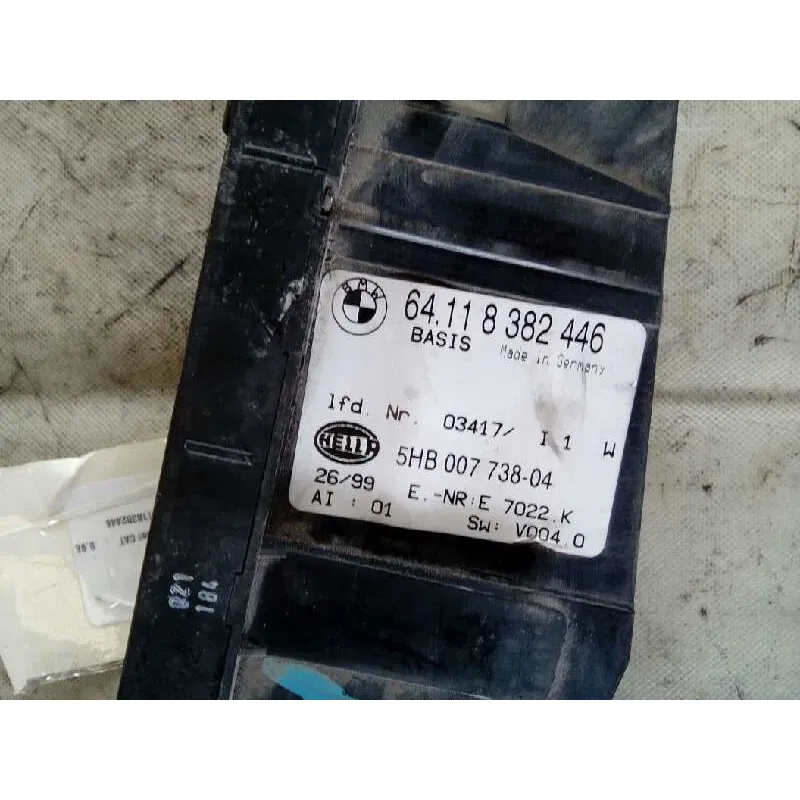 BMW
64.11 8 382 446
BASIS Made in Germany
lfd. Nr. 03417/ I 1 W
HELLA
5HB 007 738-04
26/99 E.-NR:E 7022.K
AI : 01 SW: V004.0
184